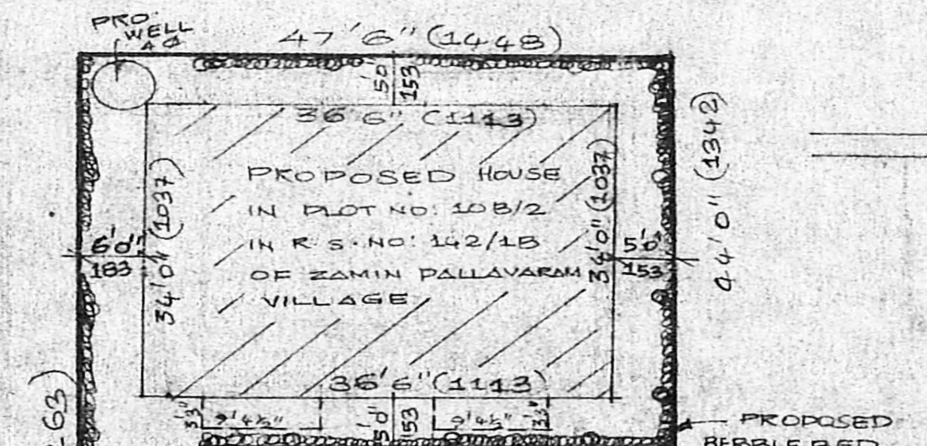 PRO.
WELL
4'Φ
47'6" (1448)
5'0"
153
36'6" (1113)
44'0" (1342)
PROPOSED HOUSE
IN PLOT NO: 10B/2
IN R.S.NO: 142/1B
OF ZAMIN PALLAVARAM
VILLAGE
34'0" (1037)
34'0" (1037)
6'0"
183
5'0"
153
36'6" (1113)
3'3"
9'4½"
5'0"
153
9'4½"
3'3"
63)
PROPOSED